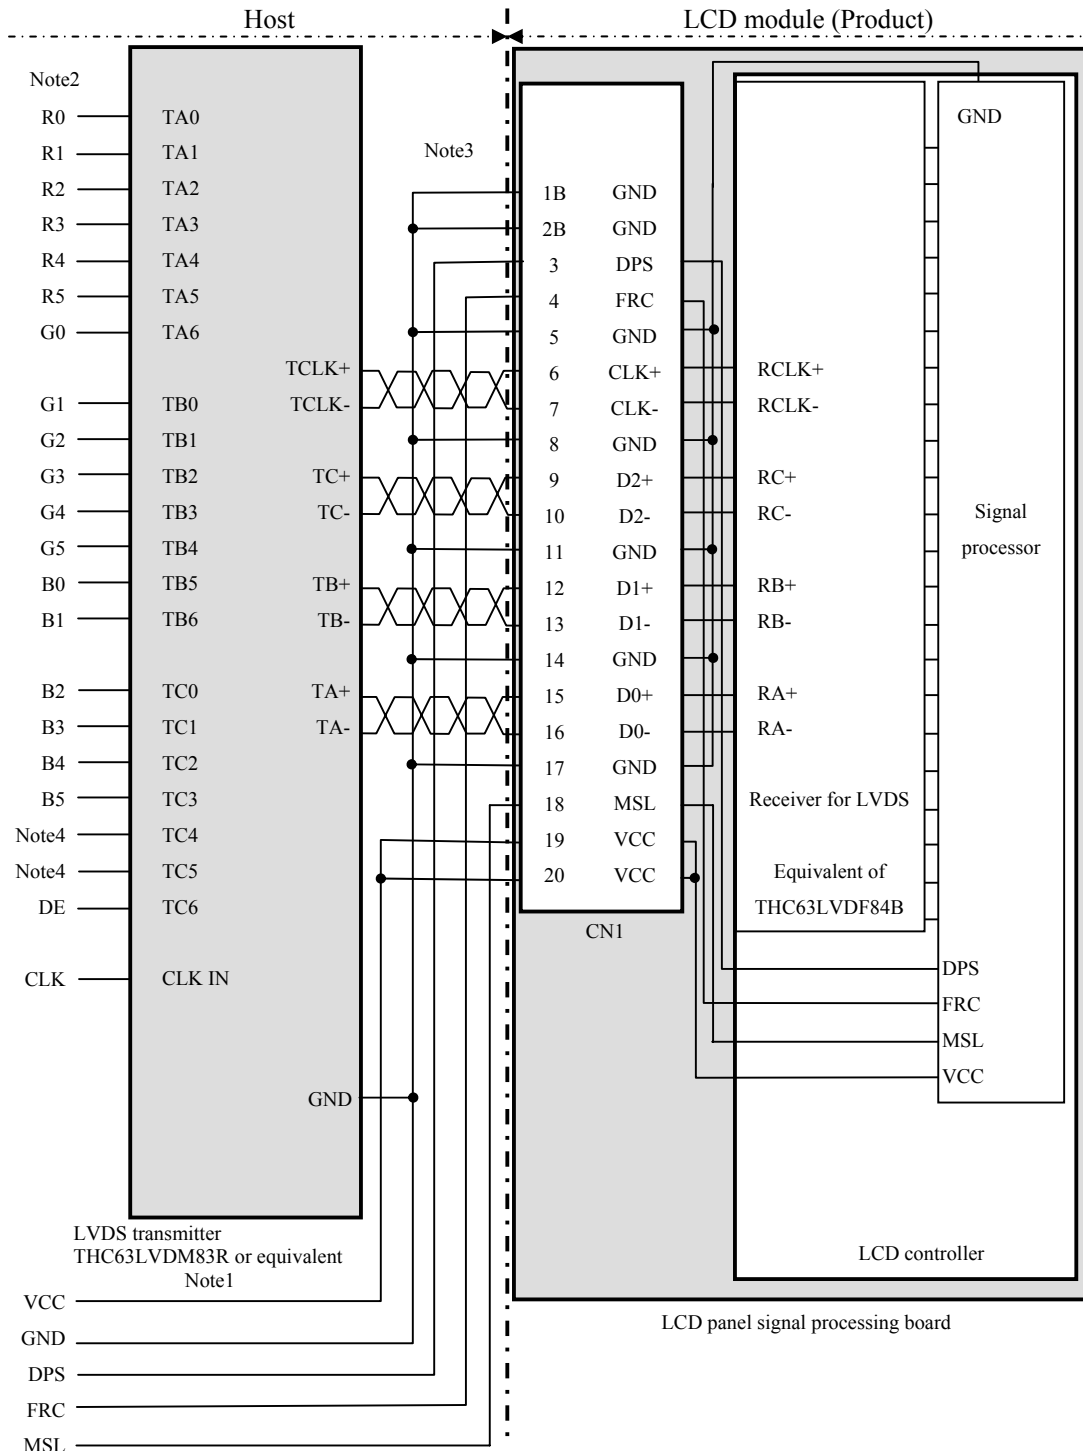 Host
LCD module (Product)
Note2
R0 TA0
R1 TA1
R2 TA2
R3 TA3
R4 TA4
R5 TA5
G0 TA6
TCLK+
G1 TB0 TCLK-
G2 TB1
G3 TB2 TC+
G4 TB3 TC-
G5 TB4
B0 TB5 TB+
B1 TB6 TB-
B2 TC0 TA+
B3 TC1 TA-
B4 TC2
B5 TC3
Note4 TC4
Note4 TC5
DE TC6
CLK CLK IN
GND
LVDS transmitter
THC63LVDM83R or equivalent
Note1
VCC
GND
DPS
FRC
MSL
Note3
1B GND
2B GND
3 DPS
4 FRC
5 GND
6 CLK+
7 CLK-
8 GND
9 D2+
10 D2-
11 GND
12 D1+
13 D1-
14 GND
15 D0+
16 D0-
17 GND
18 MSL
19 VCC
20 VCC
CN1
RCLK+
RCLK-
RC+
RC-
RB+
RB-
RA+
RA-
Receiver for LVDS
Equivalent of
THC63LVDF84B
GND
Signal
processor
DPS
FRC
MSL
VCC
LCD controller
LCD panel signal processing board